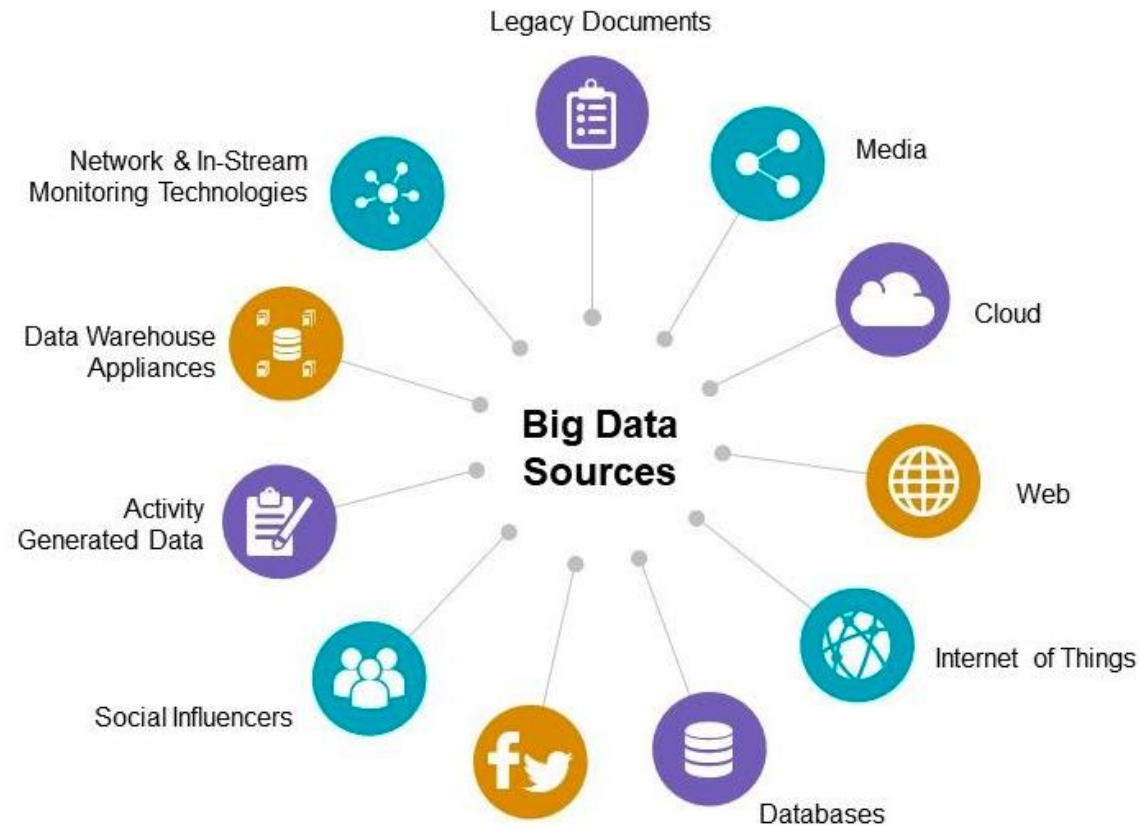 Legacy Documents
Media
Network & In-Stream
Monitoring Technologies
Cloud
Data Warehouse
Appliances
Big Data
Sources
Web
Activity
Generated Data
Internet of Things
Social Influencers
Databases